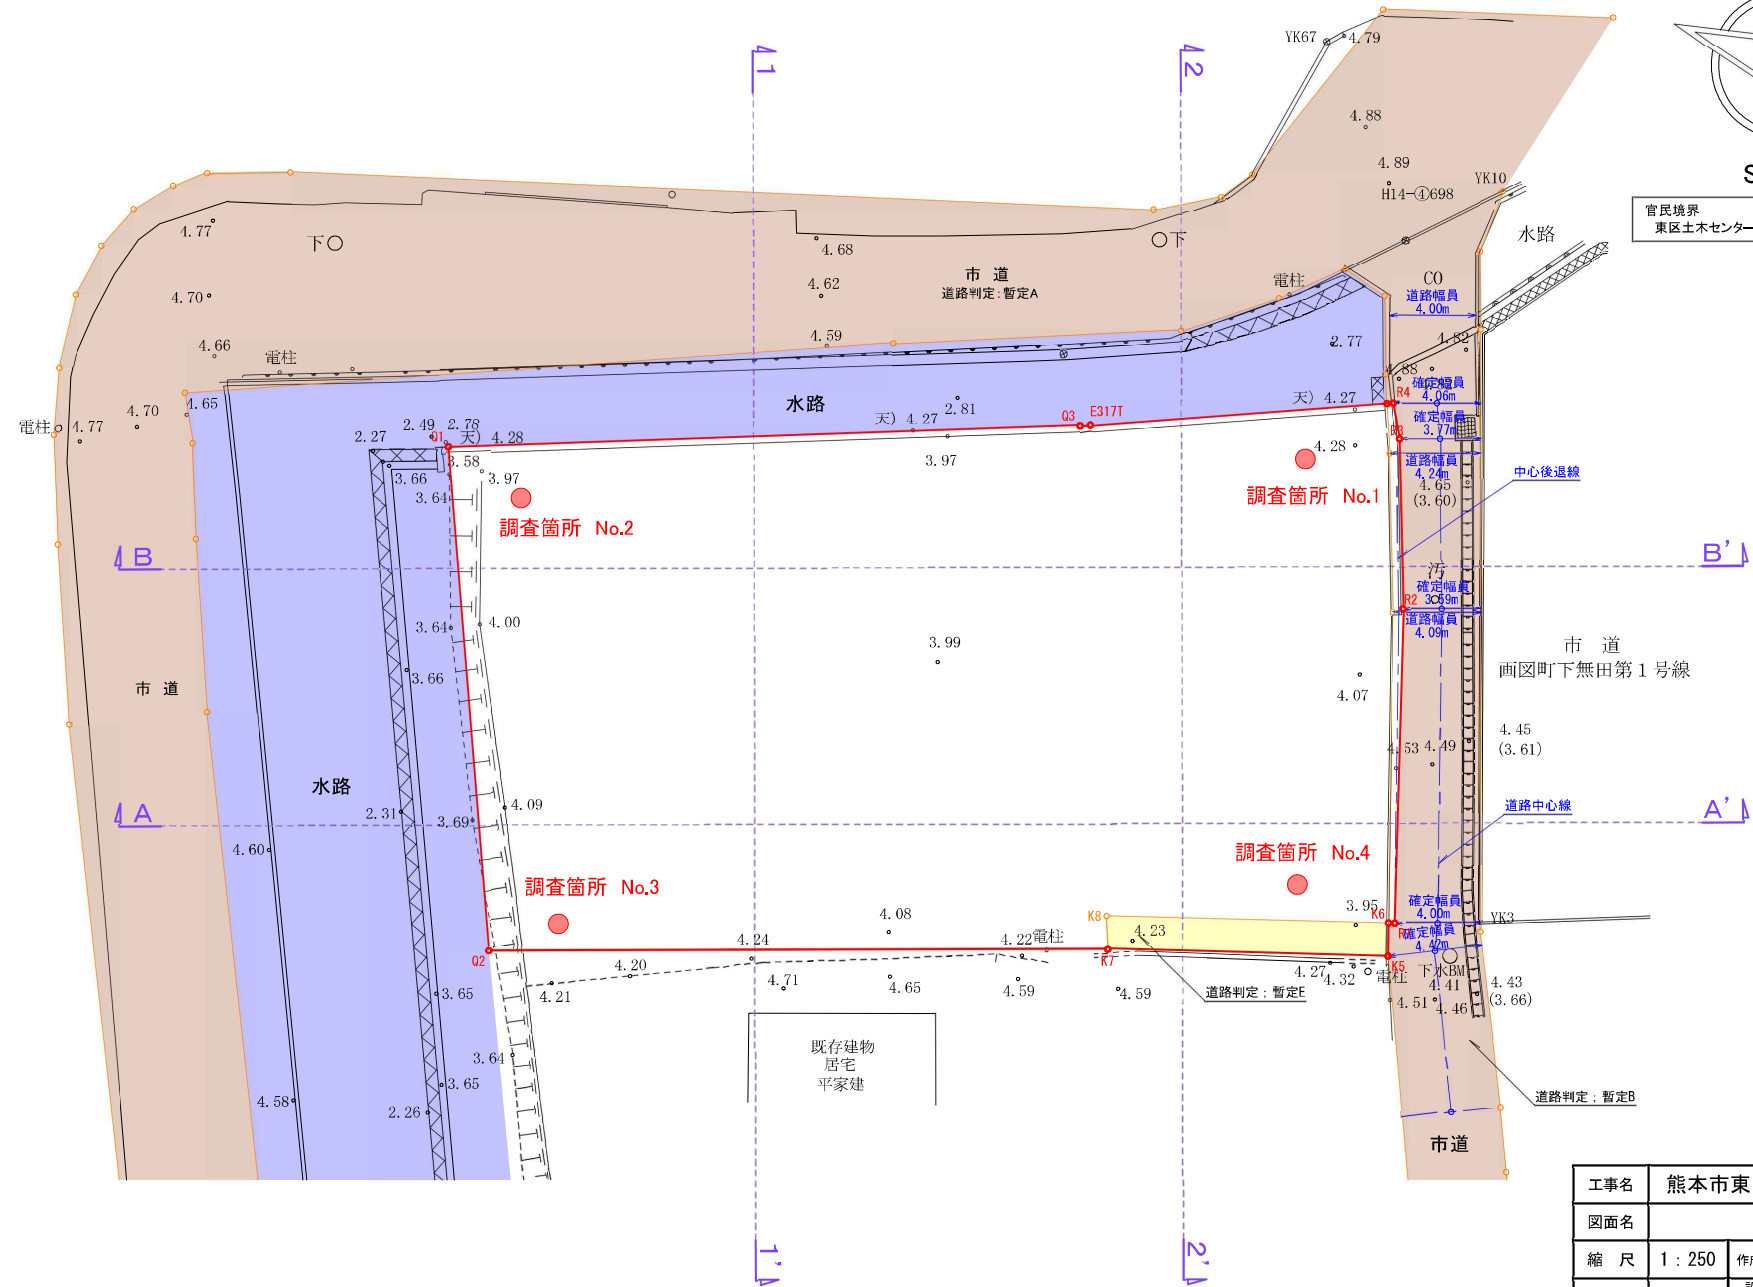 YK67
4.79
1
2
4.88
4.89
H14-④698
YK10
S
官民境界
東区土木センター
水路
4.77
下〇
4.68
〇下
4.70
4.62
市 道
道路判定:暫定A
電柱
CO
道路幅員
4.00m
4.59
4.66
電柱
2.77
4.82
4.88
確定幅員
4.06m
R4
4.65
4.70
電柱
4.77
水路
2.81
天) 4.27
天) 4.27
Q3
E317T
確定幅員
3.77m
R3
2.49
2.76
Q1
天) 4.28
2.27
3.58
3.66
3.97
3.97
4.28
道路幅員
4.24m
中心後退線
3.64
調査箇所 No.2
調査箇所 No.1
4.65
(3.60)
B
B'
汚
確定幅員
3.59m
R2
道路幅員
4.09m
3.64
4.00
3.99
3.66
4.07
市 道
画図町下無田第1号線
市 道
4.53
4.49
4.45
(3.61)
水路
A
2.31
3.69
4.09
道路中心線
A'
4.60
調査箇所 No.4
調査箇所 No.3
K8
4.08
3.95
K6
確定幅員
4.00m
YK3
4.23
4.24
4.22
電柱
確定幅員
4.42m
Q2
K7
K5
4.20
4.27
4.32
電柱
下水BM
4.41
4.21
4.71
4.65
4.59
4.59
道路判定;暫定E
4.51
4.46
4.43
(3.66)
3.65
既存建物
居宅
平家建
3.64
3.65
4.58
2.26
道路判定;暫定B
市道
工事名
熊本市東
図面名
縮 尺
1:250
1'
2'